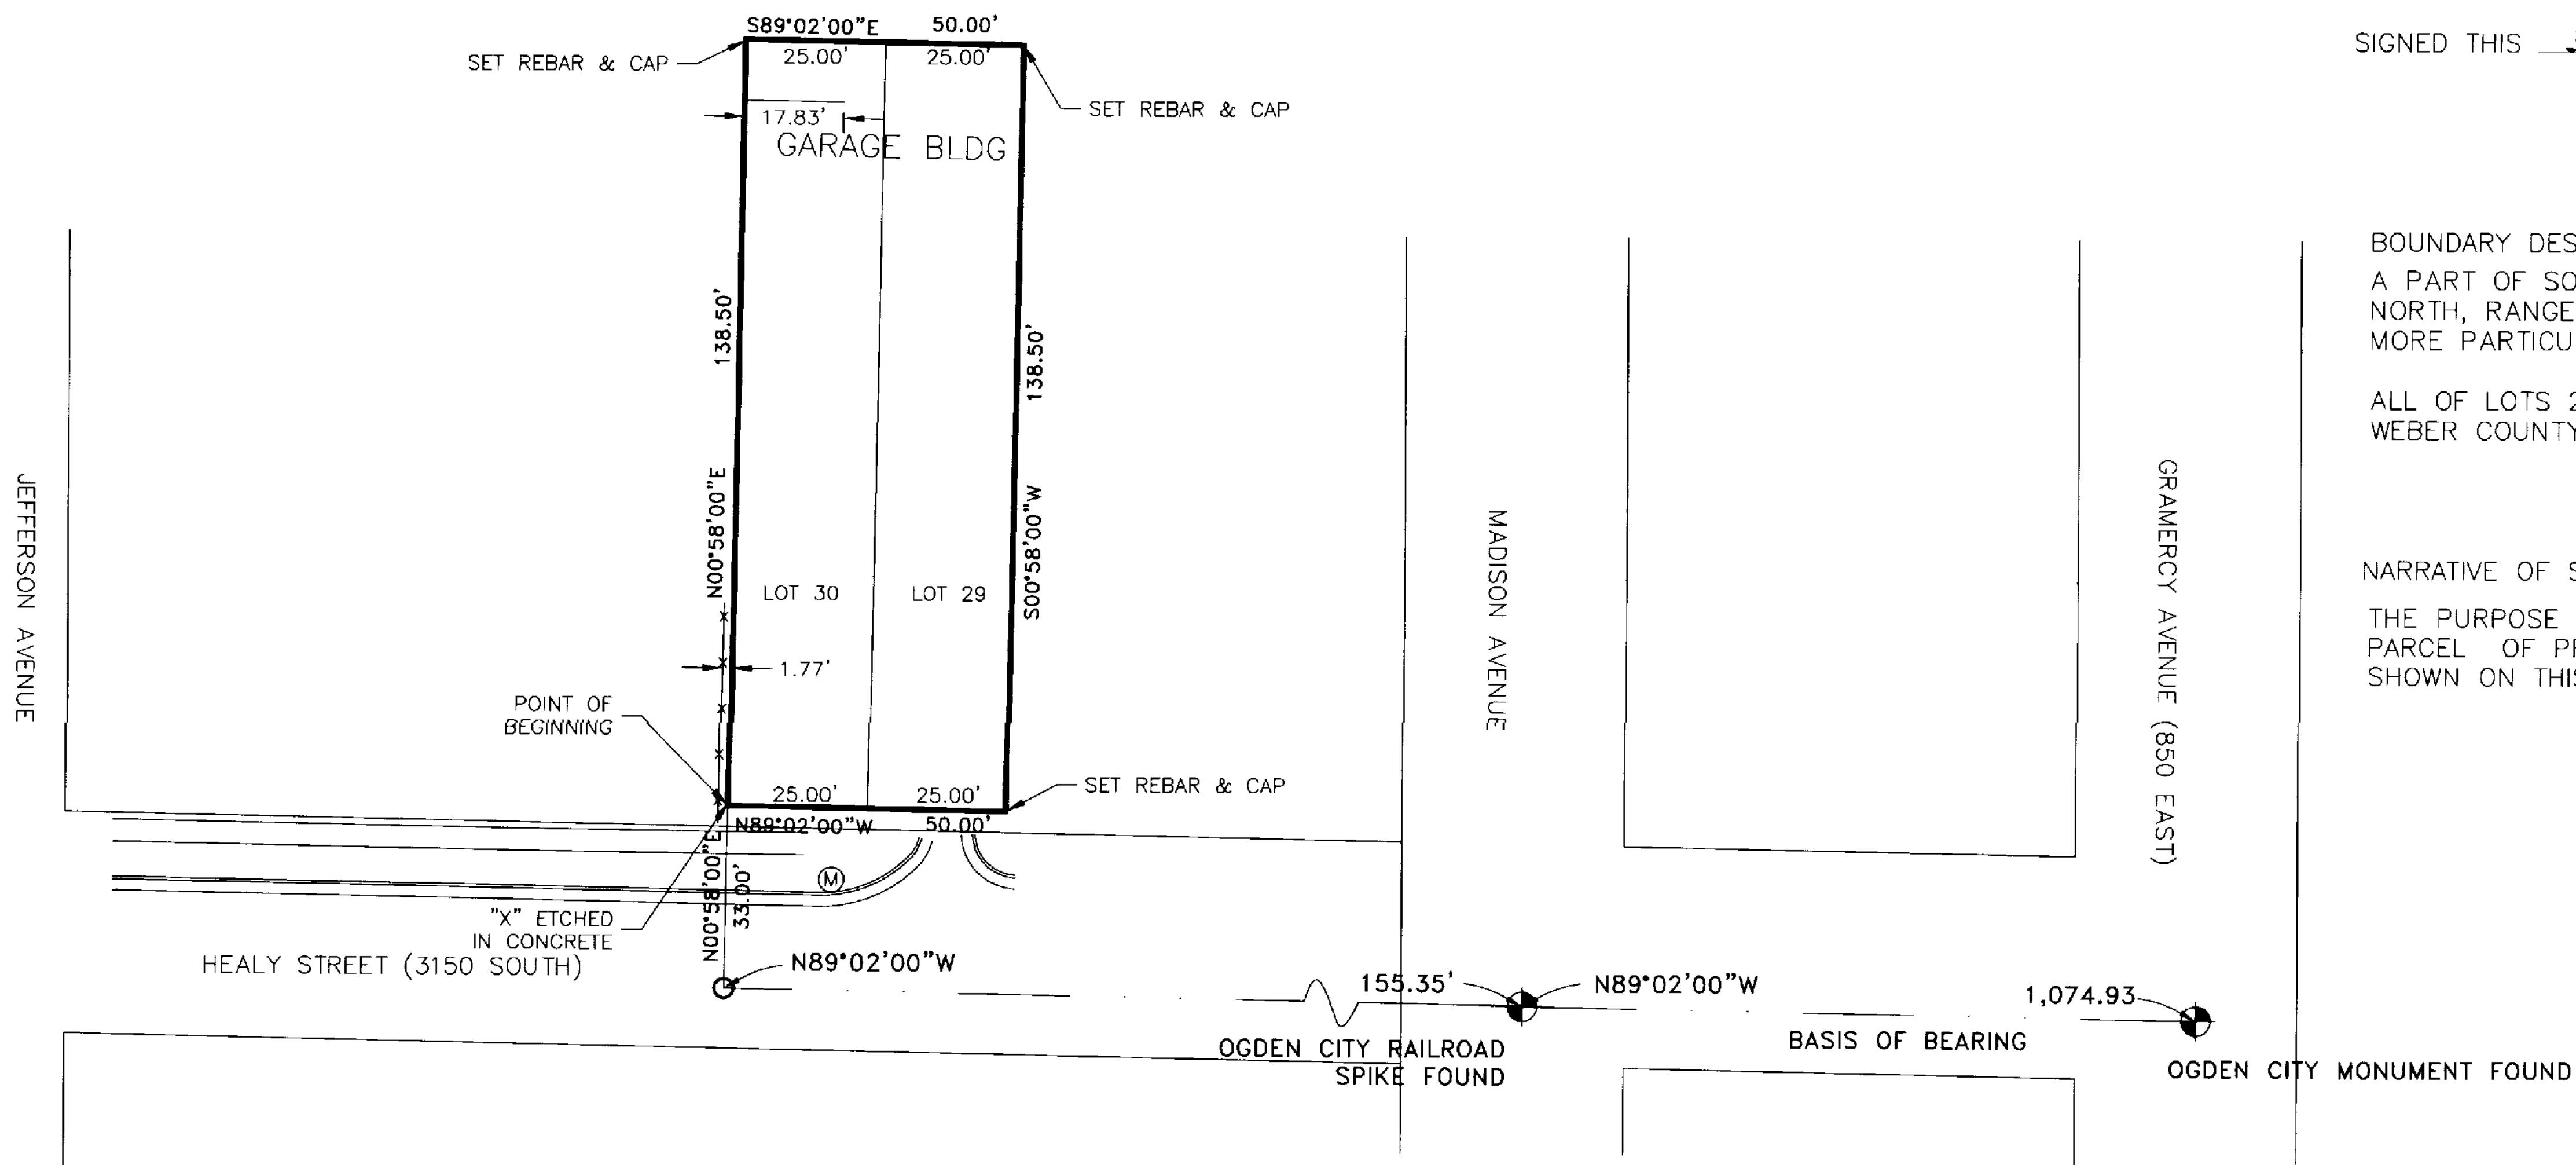 S89°02'00"E 50.00'
25.00' 25.00'
SET REBAR & CAP
SET REBAR & CAP
17.83'
GARAGE BLDG
138.50'
138.50'
N00°58'00"E
S00°58'00"W
LOT 30 LOT 29
1.77'
POINT OF
BEGINNING
SET REBAR & CAP
25.00' 25.00'
N89°02'00"W 50.00'
N00°58'00"E
33.00'
M
"X" ETCHED
IN CONCRETE
HEALY STREET (3150 SOUTH)
N89°02'00"W
155.35'
N89°02'00"W
1,074.93
BASIS OF BEARING
OGDEN CITY RAILROAD
SPIKE FOUND
OGDEN CITY MONUMENT FOUND
JEFFERSON AVENUE
MADISON AVENUE
GRAMERCY AVENUE (850 EAST)
SIGNED THIS
BOUNDARY DES
A PART OF SO
NORTH, RANGE
MORE PARTICU
ALL OF LOTS 2
WEBER COUNTY
NARRATIVE OF S
THE PURPOSE
PARCEL OF PR
SHOWN ON THIS